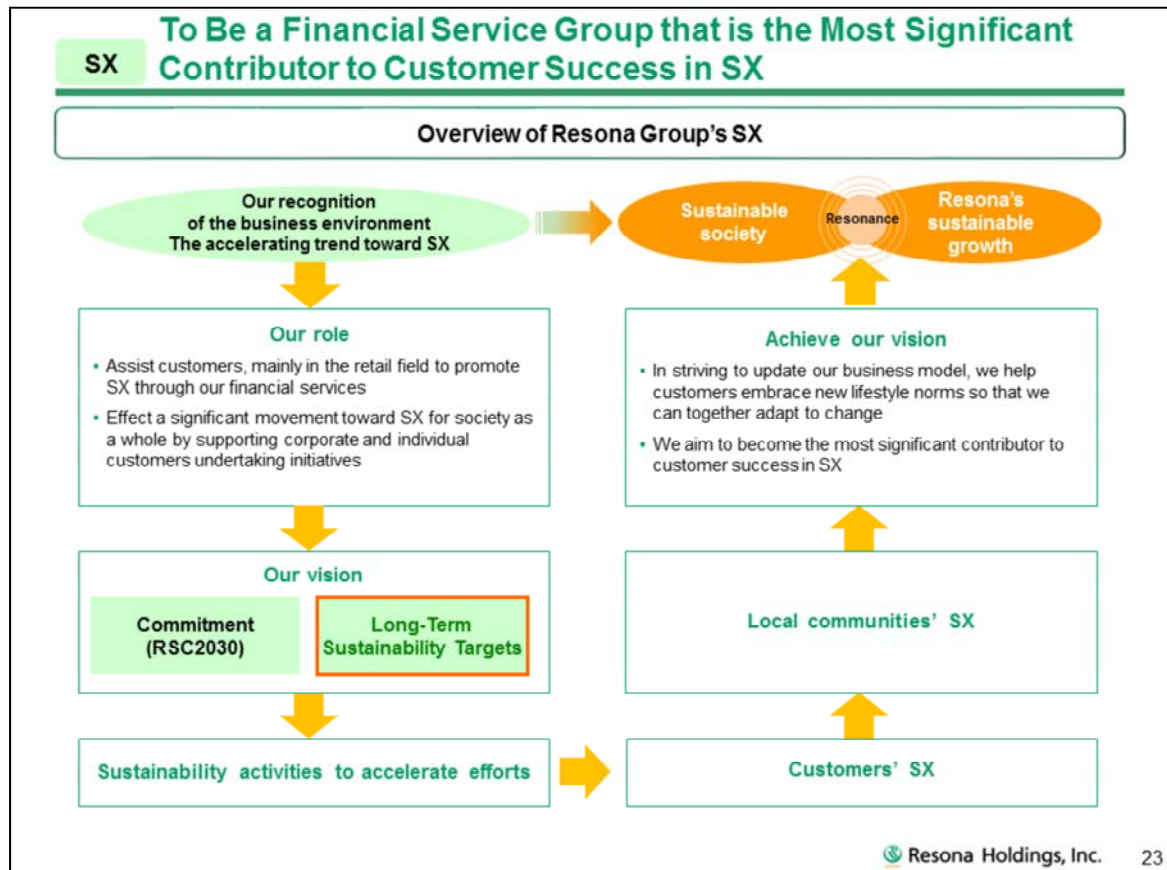 SX
To Be a Financial Service Group that is the Most Significant
Contributor to Customer Success in SX
Overview of Resona Group's SX
Our recognition
of the business environment
The accelerating trend toward SX
Sustainable
society
Resonance
Resona's
sustainable
growth
Our role
• Assist customers, mainly in the retail field to promote
SX through our financial services
• Effect a significant movement toward SX for society as
a whole by supporting corporate and individual
customers undertaking initiatives
Our vision
Commitment
(RSC2030)
Long-Term
Sustainability Targets
Sustainability activities to accelerate efforts
Achieve our vision
▪ In striving to update our business model, we help
customers embrace new lifestyle norms so that we
can together adapt to change
▪ We aim to become the most significant contributor to
customer success in SX
Local communities' SX
Customers' SX
Resona Holdings, Inc.
23